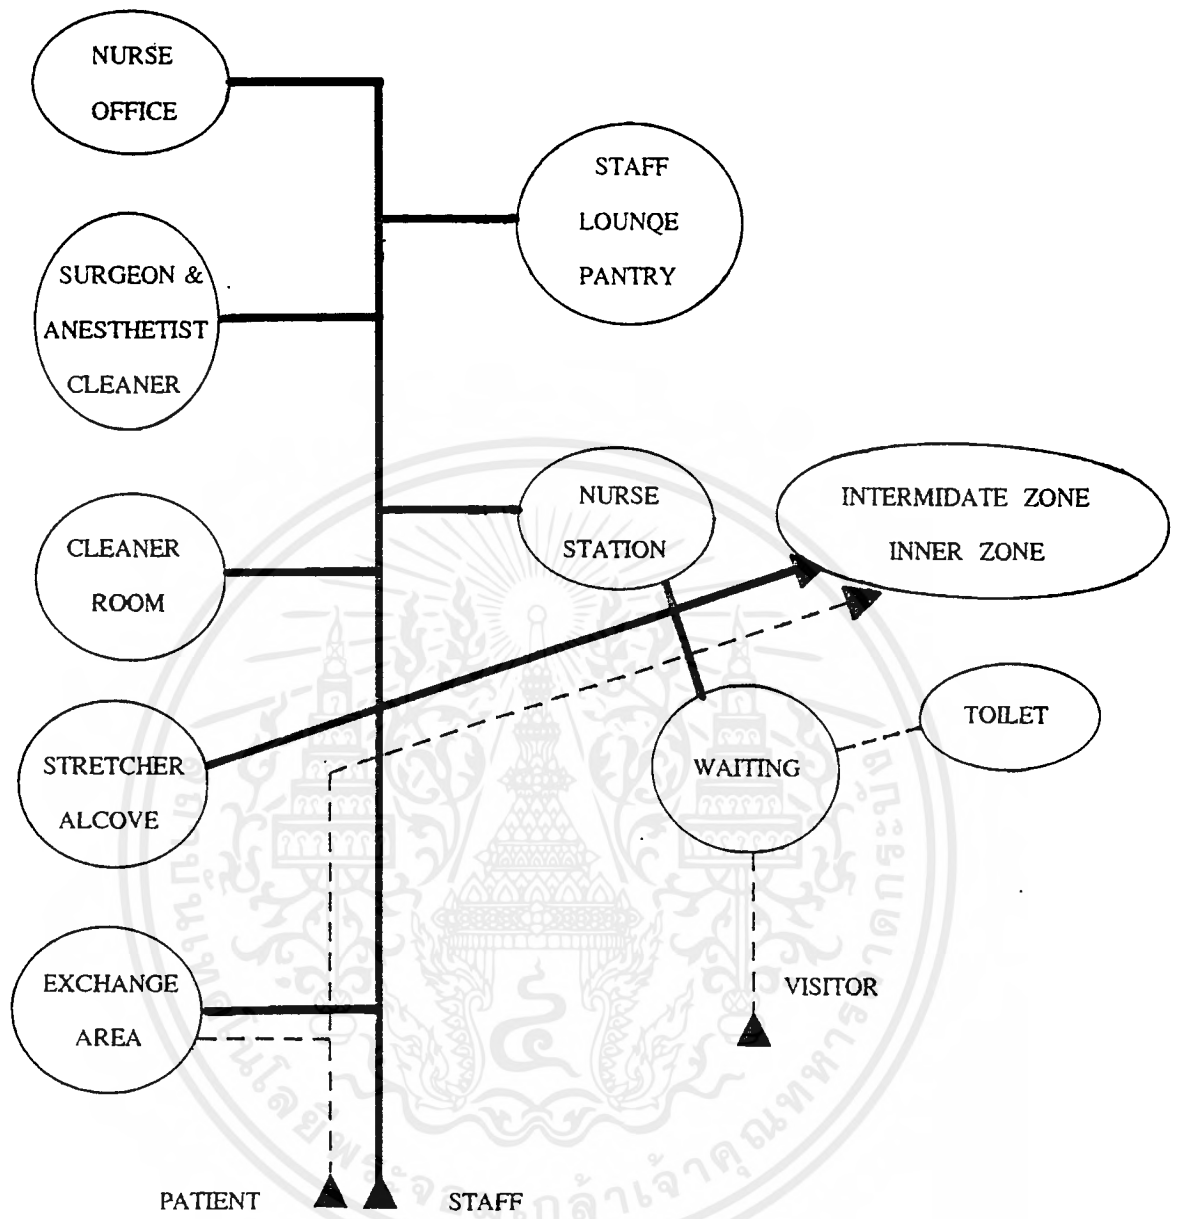 NURSE
OFFICE
STAFF
LOUNQE
PANTRY
SURGEON &
ANESTHETIST
CLEANER
NURSE
STATION
INTERMIDATE ZONE
INNER ZONE
CLEANER
ROOM
TOILET
STRETCHER
ALCOVE
WAITING
EXCHANGE
AREA
VISITOR
PATIENT
STAFF